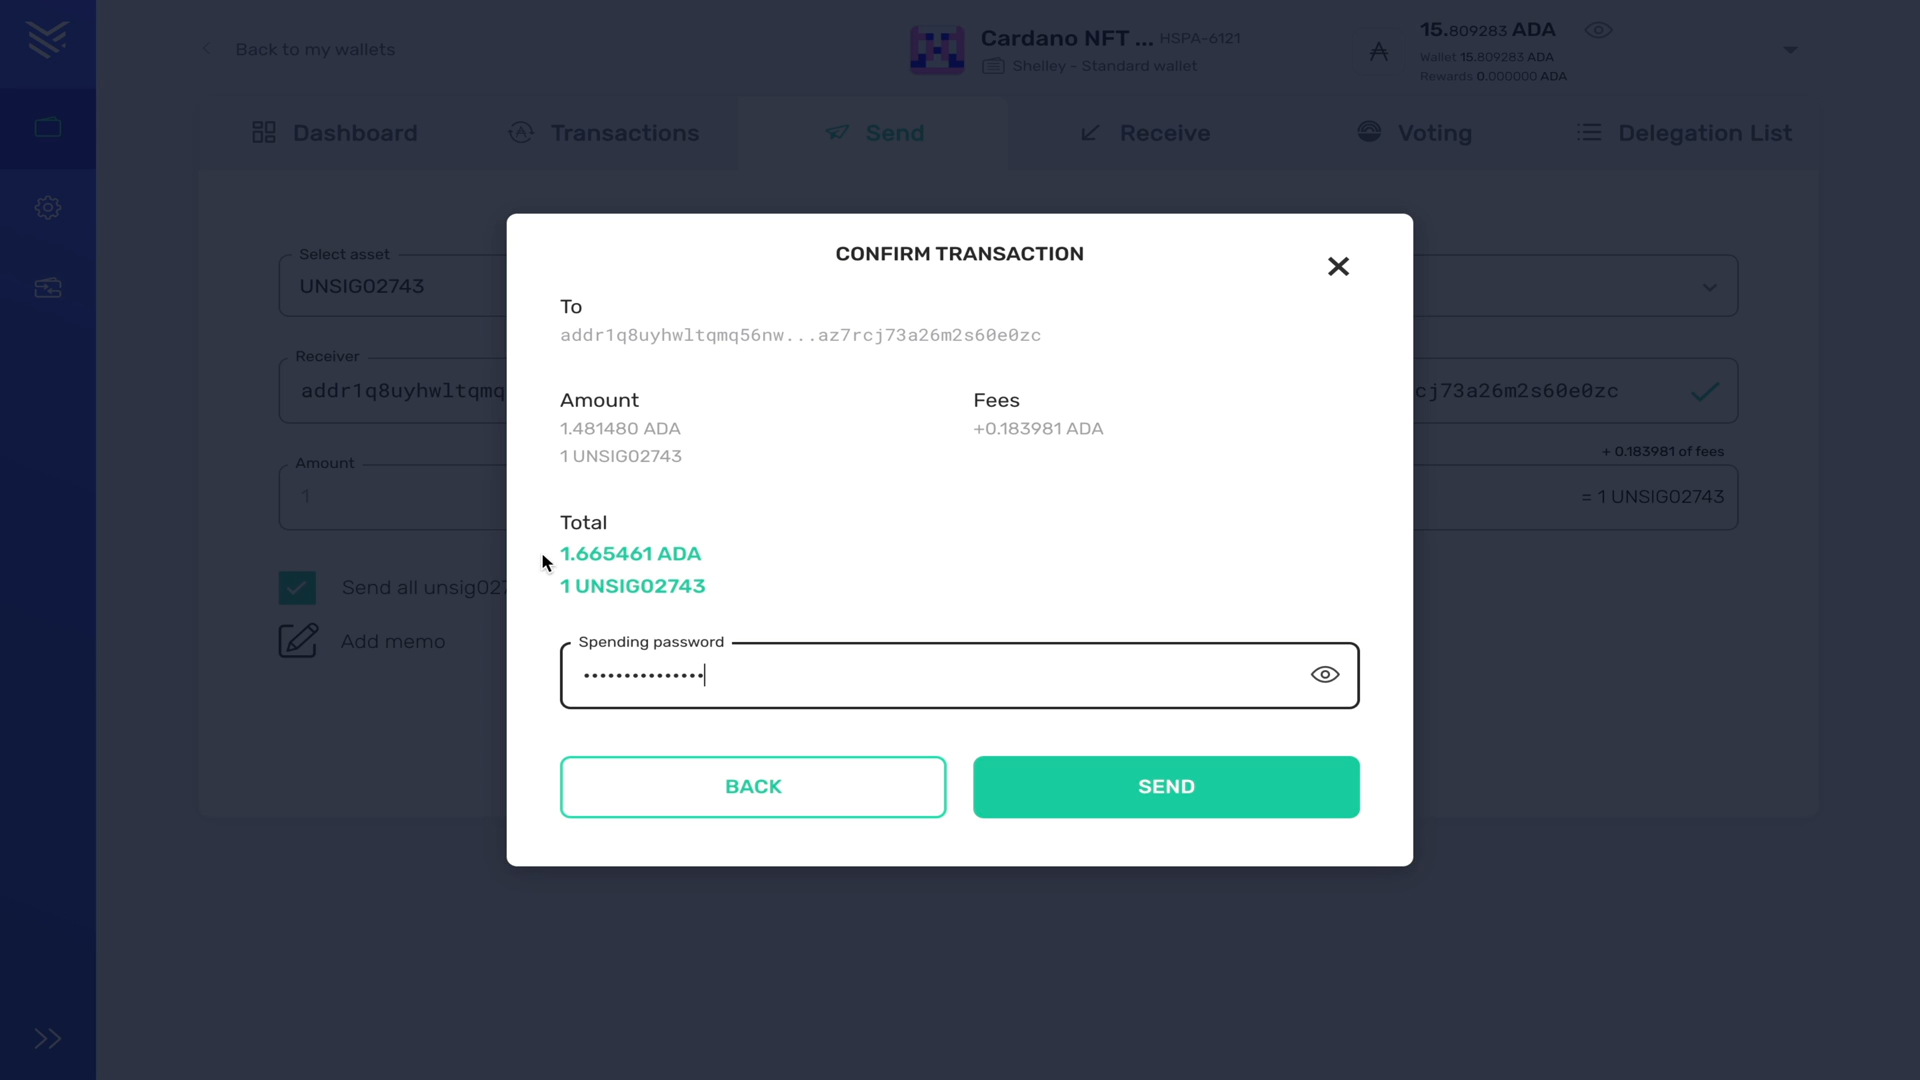 Back to my wallets
Cardano NFT ... HSPA-6121
Shelley - Standard wallet
15.809283 ADA
Wallet 15.809283 ADA
Rewards 0.000000 ADA
Dashboard
Transactions
Send
Receive
Voting
Delegation List
CONFIRM TRANSACTION
To
addr1q8uyhwltqmq56nw...az7rcj73a26m2s60e0zc
Amount
1.481480 ADA
1 UNSIG02743
Fees
+0.183981 ADA
Total
1.665461 ADA
1 UNSIG02743
Spending password
•••••••••••••••
BACK
SEND
Select asset
UNSIG02743
Receiver
addr1q8uyhwltqmq
cj73a26m2s60e0zc
+ 0.183981 of fees
Amount
1
= 1 UNSIG02743
Send all unsig027
Add memo